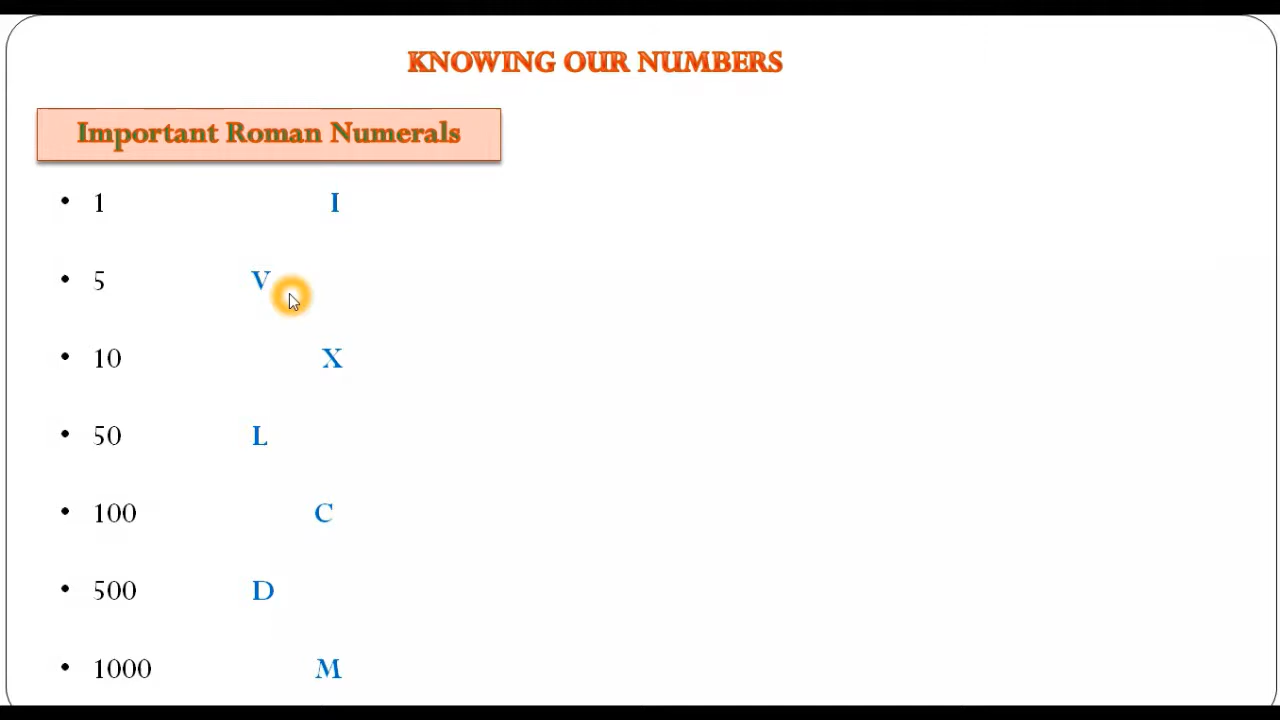 KNOWING OUR NUMBERS
Important Roman Numerals
• 1 I
• 5 V
• 10 X
• 50 L
• 100 C
• 500 D
• 1000 M